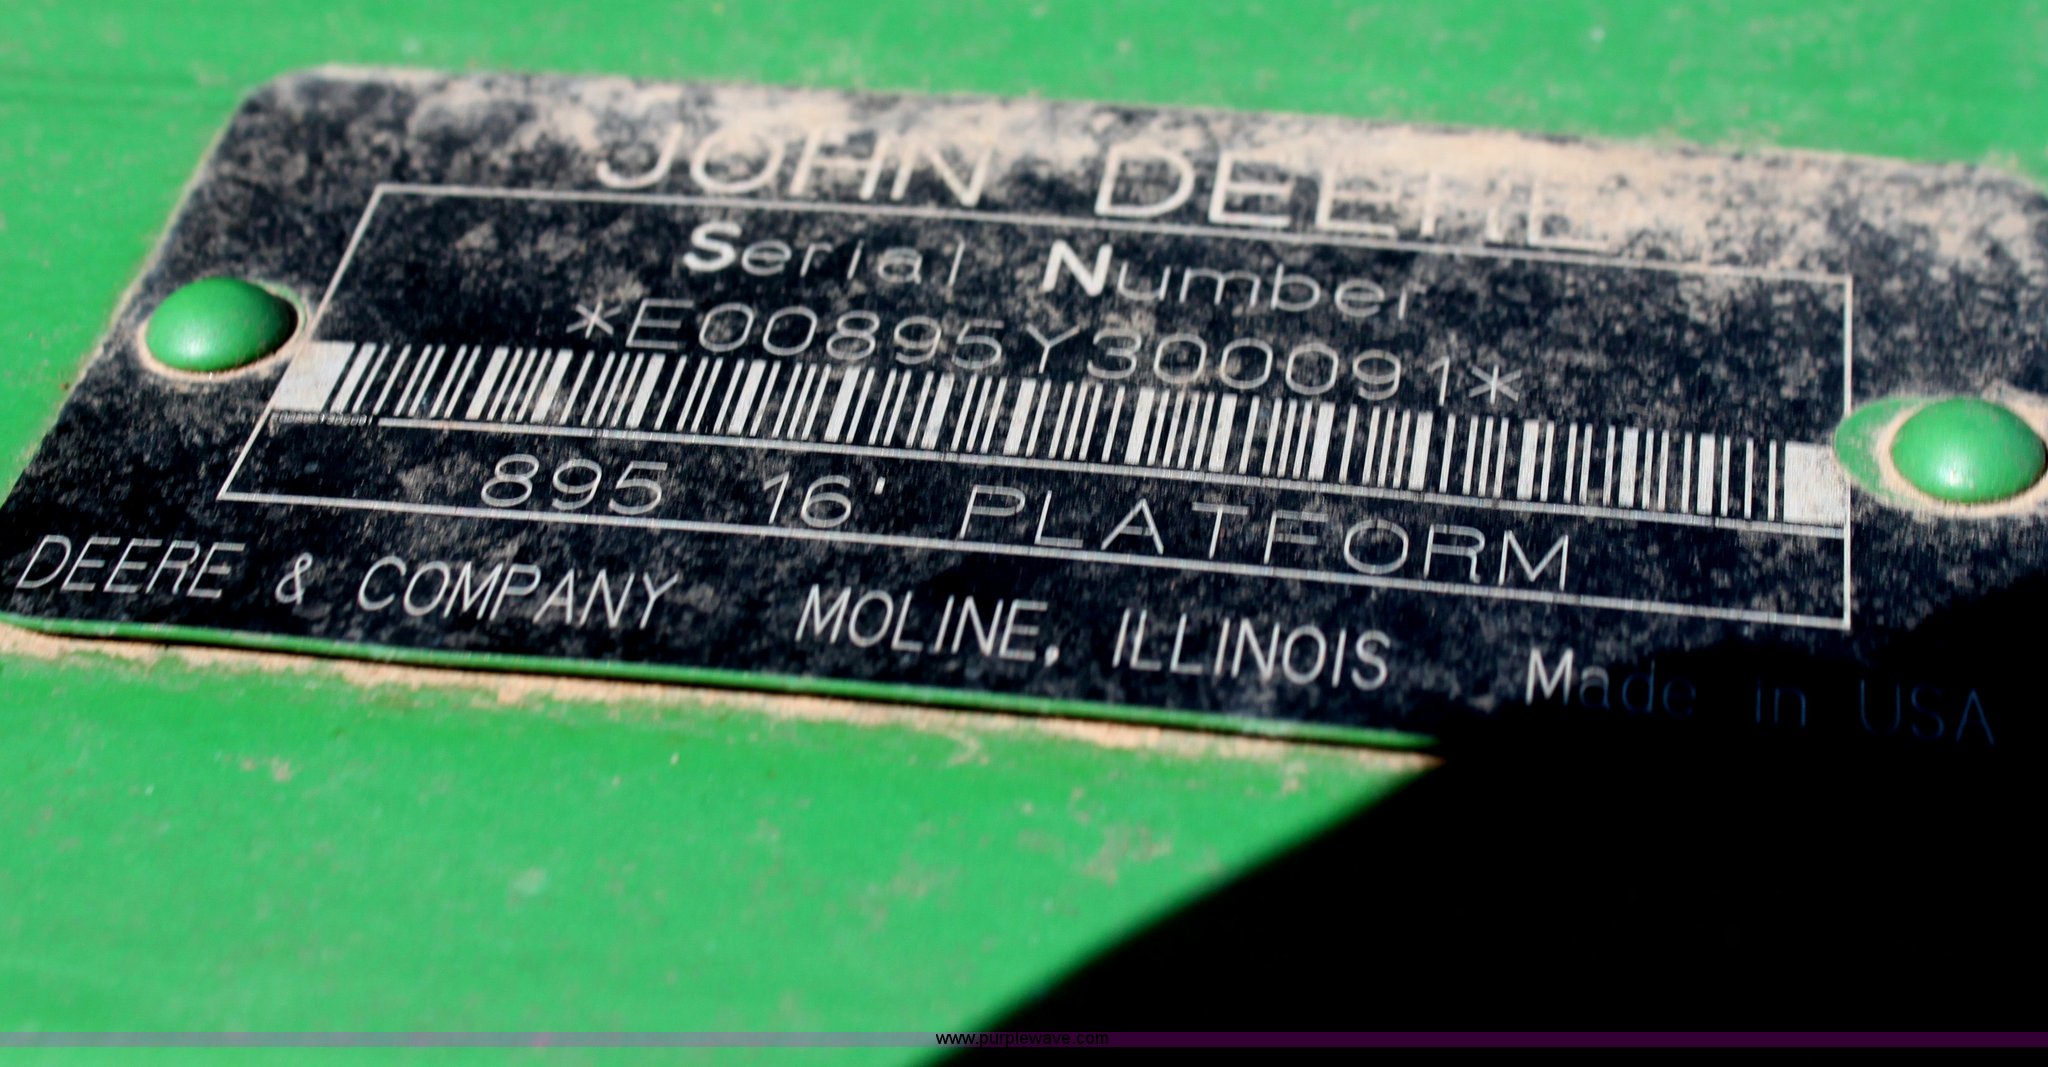 JOHN DEERE
Serial Number
*E00895Y300091*
895 16' PLATFORM
DEERE & COMPANY MOLINE, ILLINOIS Made in USA
www.purplewave.com